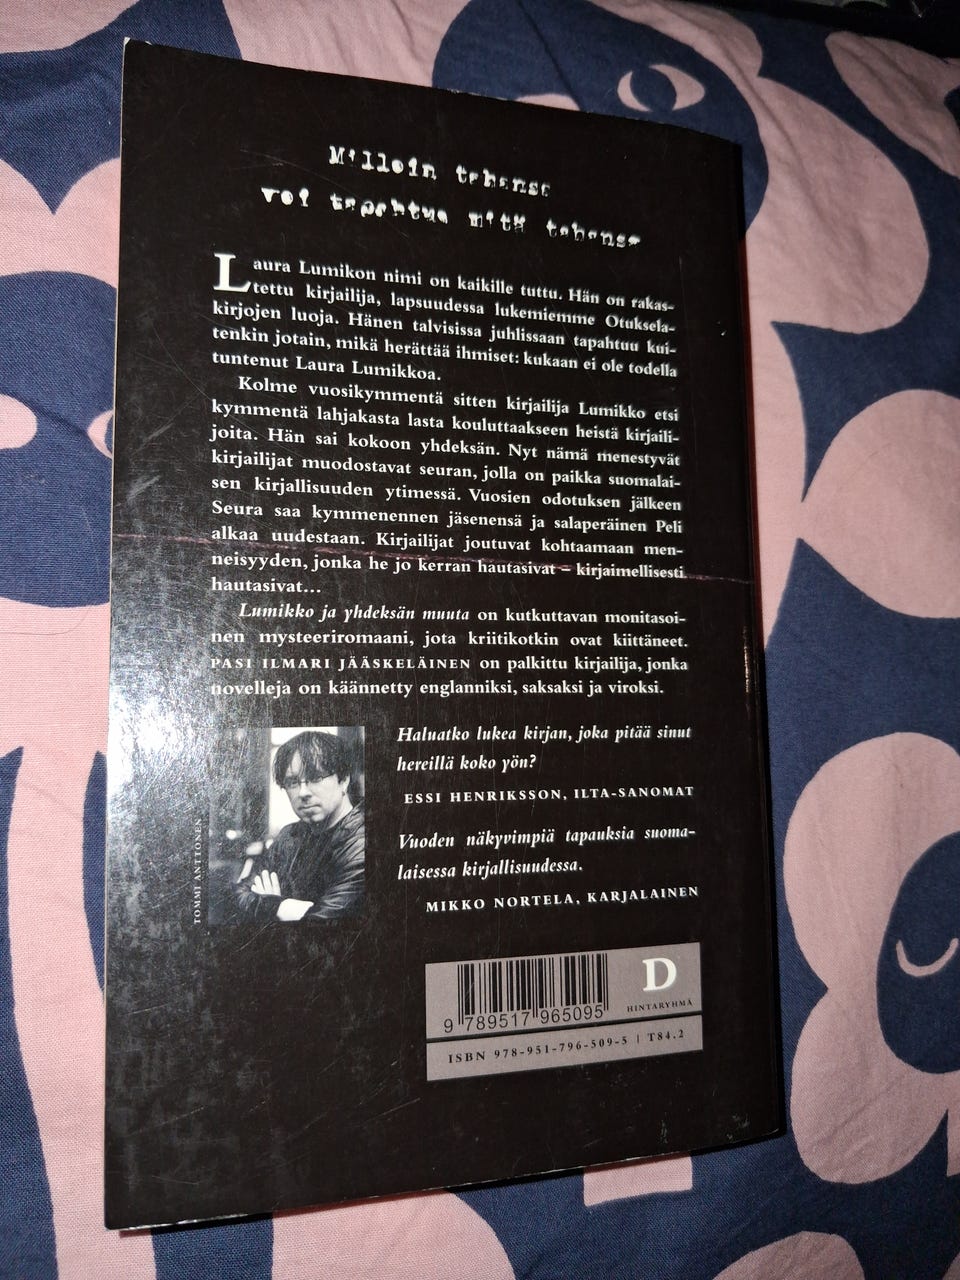 Milloin tahansa
voi tapahtua mitä tahansa
Laura Lumikon nimi on kaikille tuttu. Hän on rakas-
tettu kirjailija, lapsuudessa lukemiemme Otuksela-
kirjojen luoja. Hänen talvisissa juhlissaan tapahtuu kui-
tenkin jotain, mikä herättää ihmiset: kukaan ei ole todella
tuntenut Laura Lumikkoa.
Kolme vuosikymmentä sitten kirjailija Lumikko etsi
kymmentä lahjakasta lasta kouluttaakseen heistä kirjaili-
joita. Hän sai kokoon yhdeksän. Nyt nämä menestyvät
kirjailijat muodostavat seuran, jolla on paikka suomalai-
sen kirjallisuuden ytimessä. Vuosien odotuksen jälkeen
Seura saa kymmenennen jäsenensä ja salaperäinen Peli
alkaa uudestaan. Kirjailijat joutuvat kohtaamaan men-
neisyyden, jonka he jo kerran hautasivat – kirjaimellisesti
hautasivat...
Lumikko ja yhdeksän muuta on kutkuttavan monitasoi-
nen mysteeriromaani, jota kriitikotkin ovat kiittäneet.
PASI ILMARI JÄÄSKELÄINEN on palkittu kirjailija, jonka
novelleja on käännetty englanniksi, saksaksi ja viroksi.
Haluatko lukea kirjan, joka pitää sinut
hereillä koko yön?
ESSI HENRIKSSON, ILTA-SANOMAT
Vuoden näkyvimpiä tapauksia suoma-
laisessa kirjallisuudessa.
MIKKO NORTELA, KARJALAINEN
TOMMI ANTTONEN
D
HINTARYHMÄ
9 789517 965095
ISBN 978-951-796-509-5 | T84.2